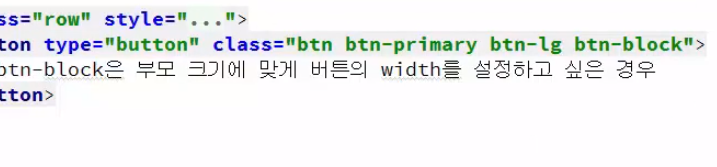 ss="row" style="...">
ton type="button" class="btn btn-primary btn-lg btn-block">
btn-block은 부모 크기에 맞게 버튼의 width를 설정하고 싶은 경우
tton>